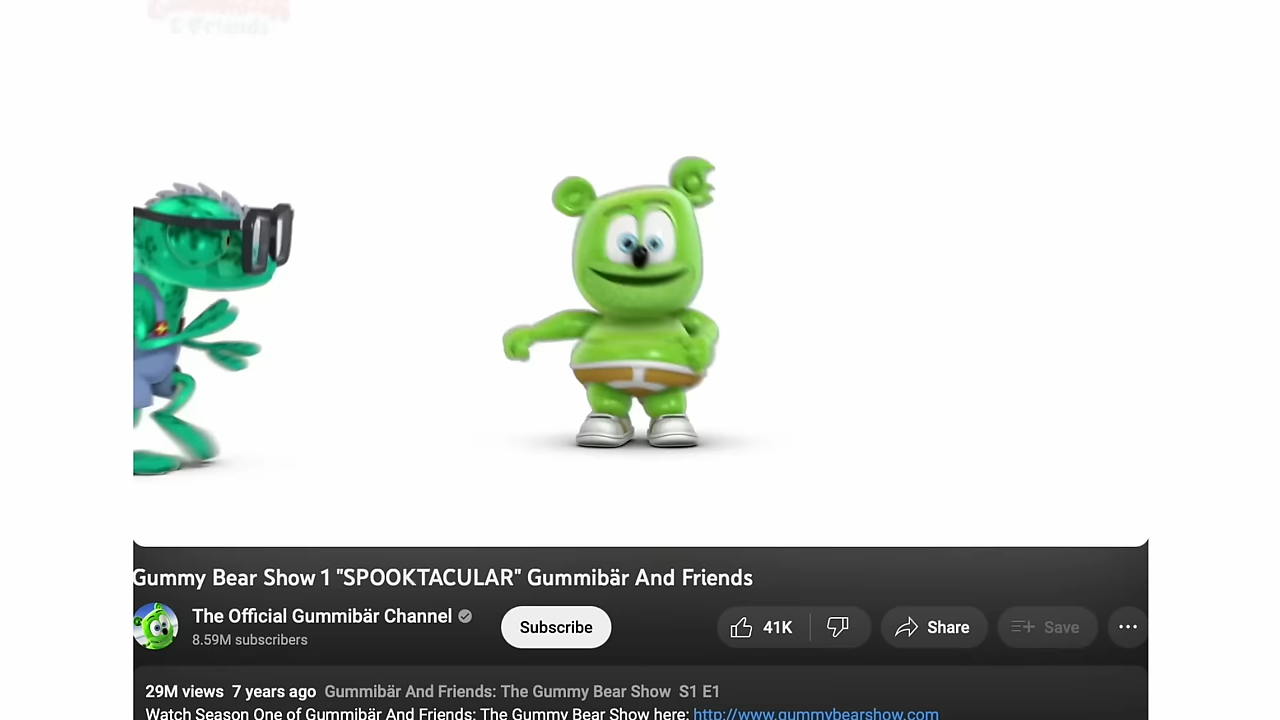 & Friends
Gummy Bear Show 1 "SPOOKTACULAR" Gummibär And Friends
The Official Gummibär Channel
8.59M subscribers
Subscribe
41K
Share
Save
29M views 7 years ago Gummibär And Friends: The Gummy Bear Show S1 E1
Watch Season One of Gummibär And Friends: The Gummy Bear Show here: http://www.gummybearshow.com